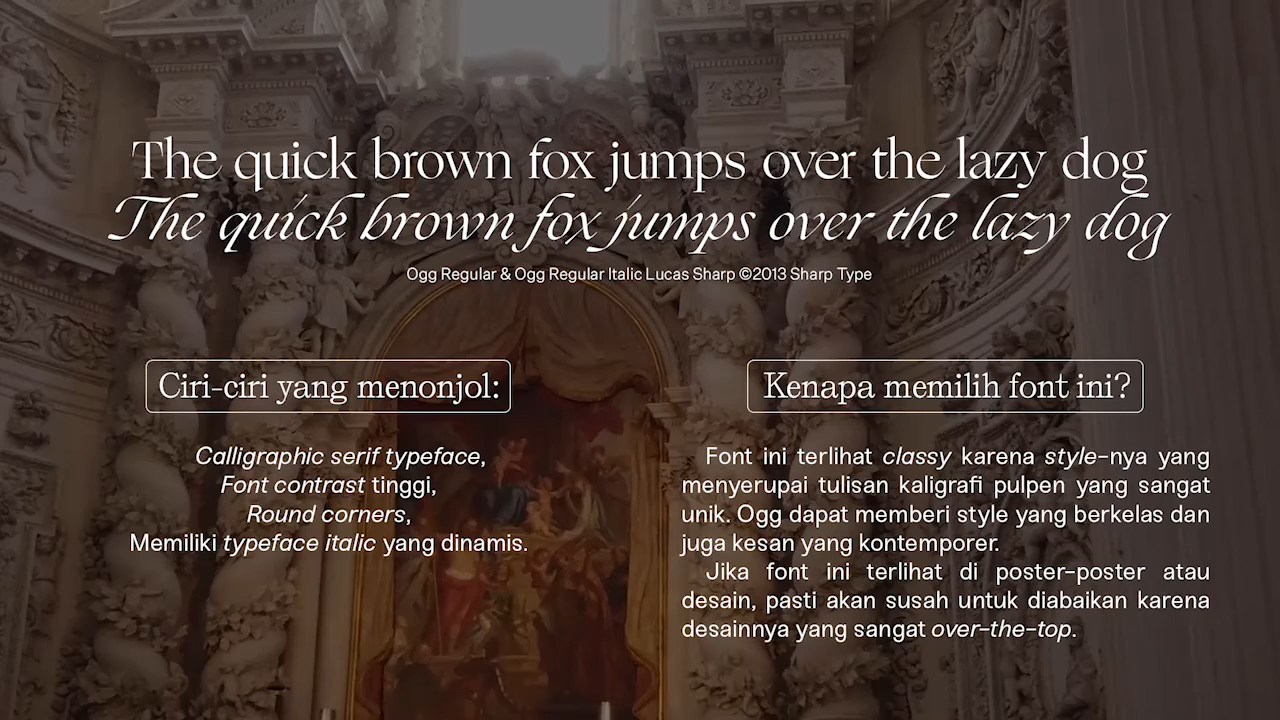 The quick brown fox jumps over the lazy dog
The quick brown fox jumps over the lazy dog
Ogg Regular & Ogg Regular Italic Lucas Sharp ©2013 Sharp Type
Ciri-ciri yang menonjol:
Calligraphic serif typeface,
Font contrast tinggi,
Round corners,
Memiliki typeface italic yang dinamis.
Kenapa memilih font ini?
Font ini terlihat classy karena style-nya yang
menyerupai tulisan kaligrafi pulpen yang sangat
unik. Ogg dapat memberi style yang berkelas dan
juga kesan yang kontemporer.
Jika font ini terlihat di poster-poster atau
desain, pasti akan susah untuk diabaikan karena
desainnya yang sangat over-the-top.